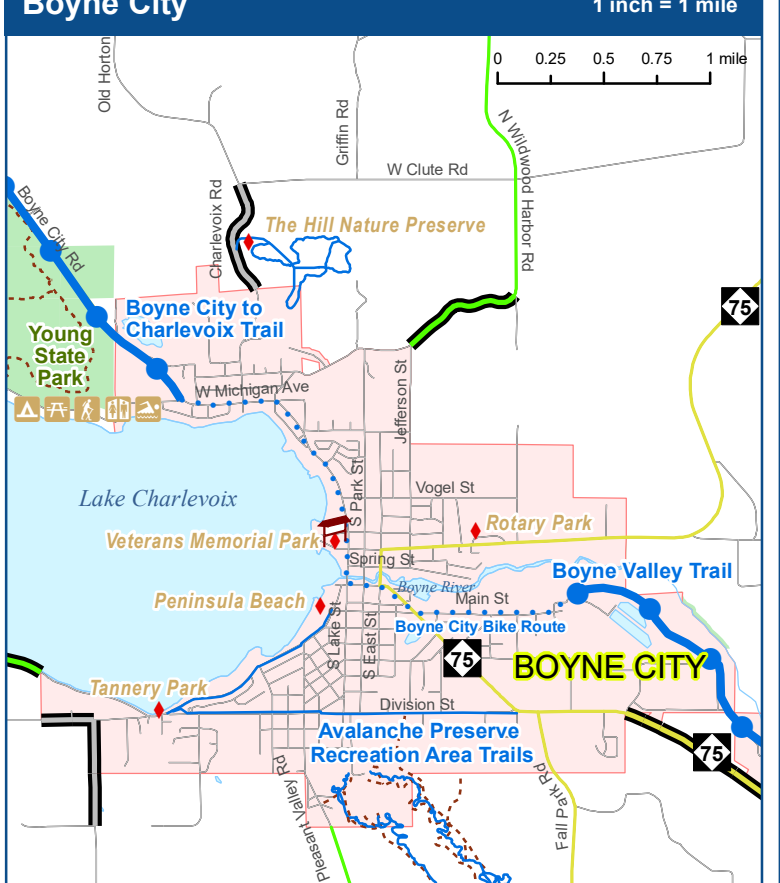 Boyne City
1 inch = 1 mile
0 0.25 0.5 0.75 1 mile
Old Horton
Griffin Rd
N Wildwood Harbor Rd
W Clute Rd
Boyne City Rd
Charlevoix Rd
The Hill Nature Preserve
75
Boyne City to
Charlevoix Trail
Young
State
Park
W Michigan Ave
Jefferson St
Lake Charlevoix
S Park St
Vogel St
Rotary Park
Veterans Memorial Park
Spring St
Boyne Valley Trail
Boyne River
Main St
Peninsula Beach
Boyne City Bike Route
S Lake St
S East St
75
BOYNE CITY
Tannery Park
Division St
Avalanche Preserve
Recreation Area Trails
75
Pleasant Valley Rd
Fall Park Rd